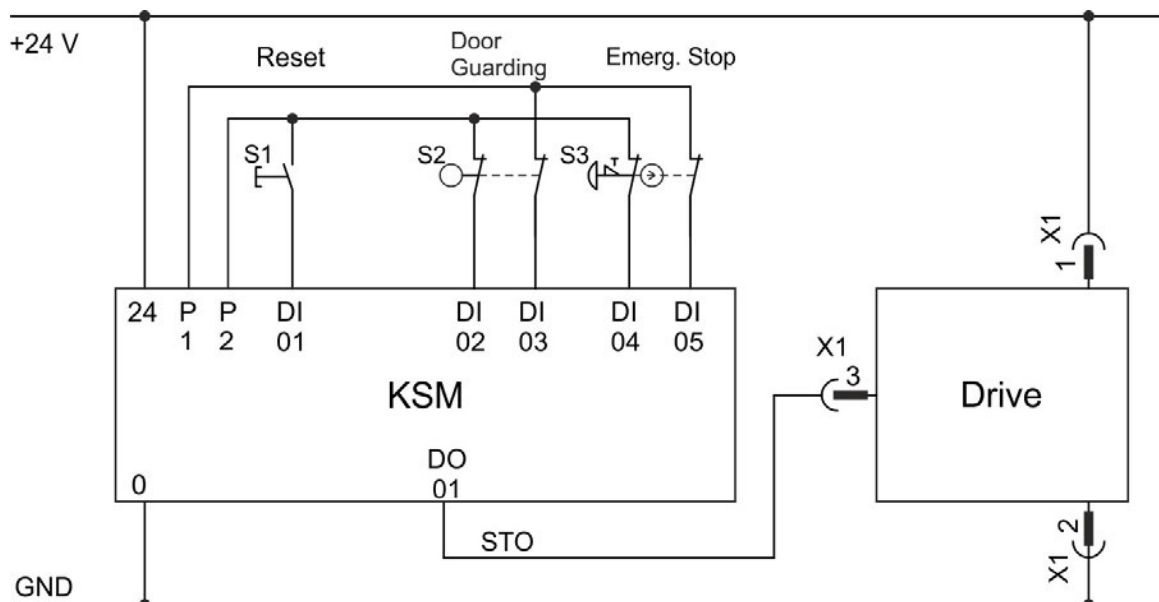 +24 V
Reset
Door
Guarding
Emerg. Stop
S1
S2
S3
X1
1
24
P
1
P
2
DI
01
DI
02
DI
03
DI
04
DI
05
X1
3
KSM
Drive
0
DO
01
STO
2
X1
GND